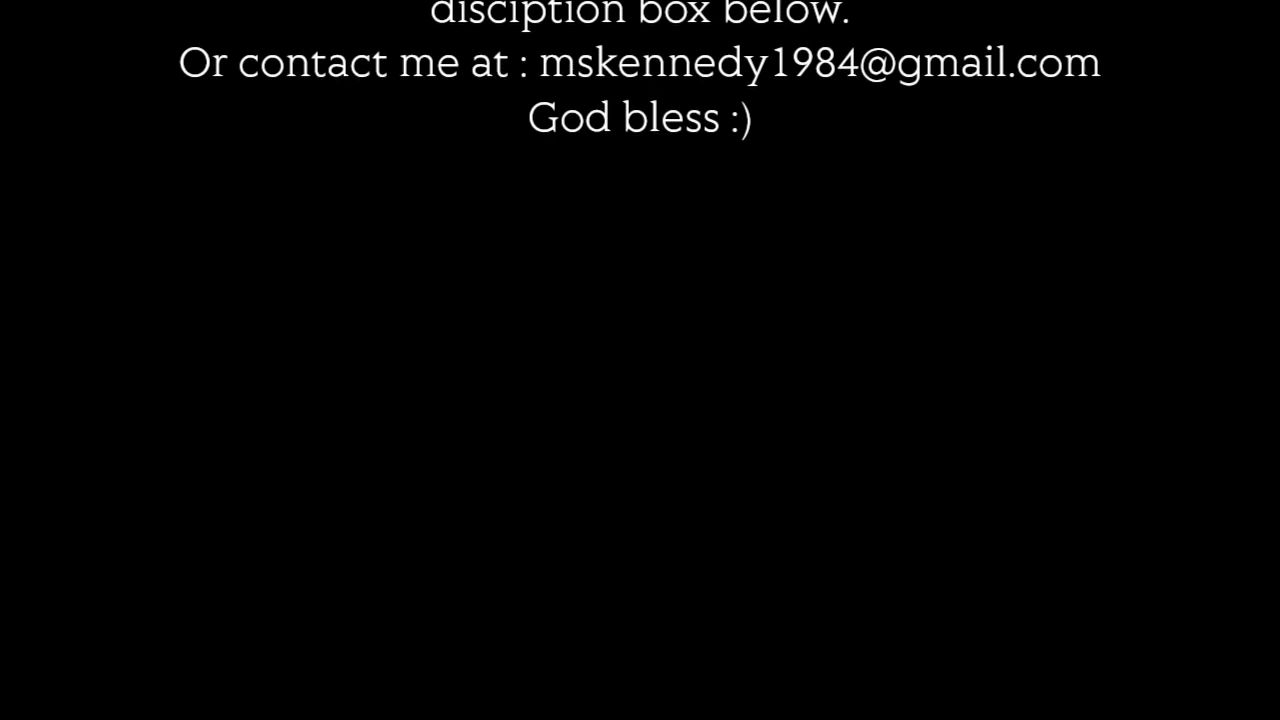 disciption box below.
Or contact me at : mskennedy1984@gmail.com
God bless :)